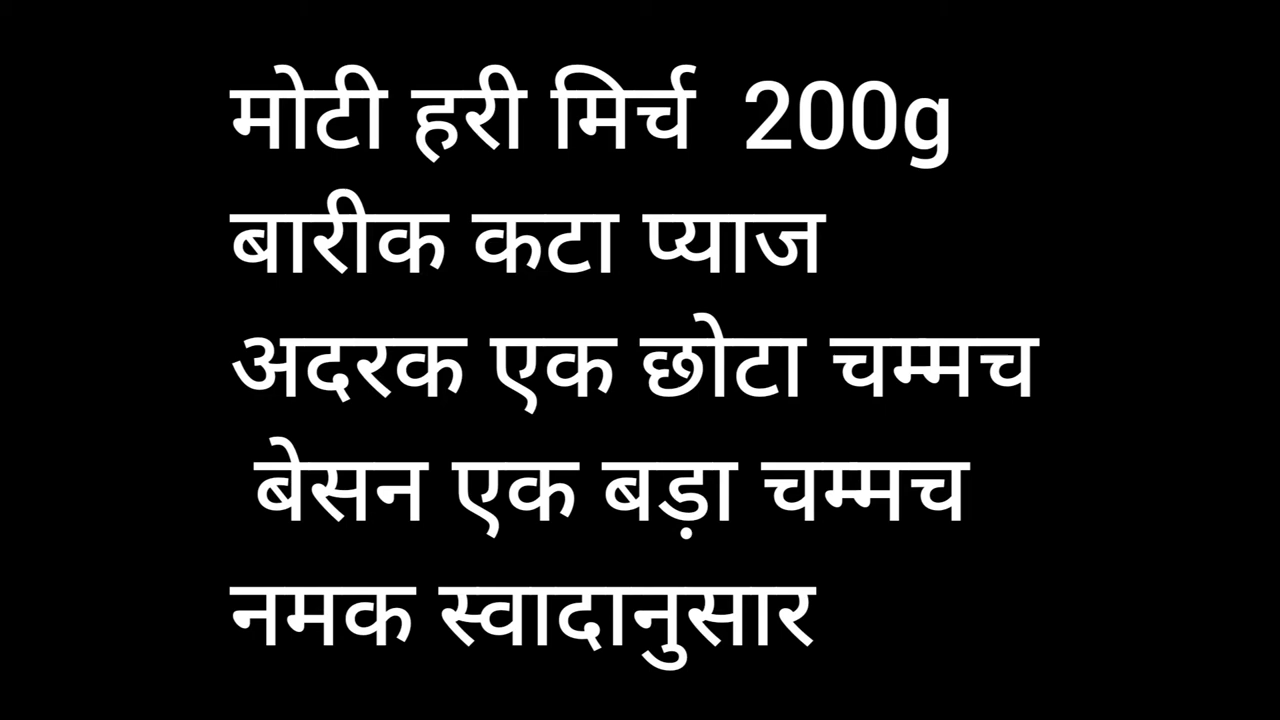 मोटी हरी मिर्च 200g
बारीक कटा प्याज
अदरक एक छोटा चम्मच
बेसन एक बड़ा चम्मच
नमक स्वादानुसार